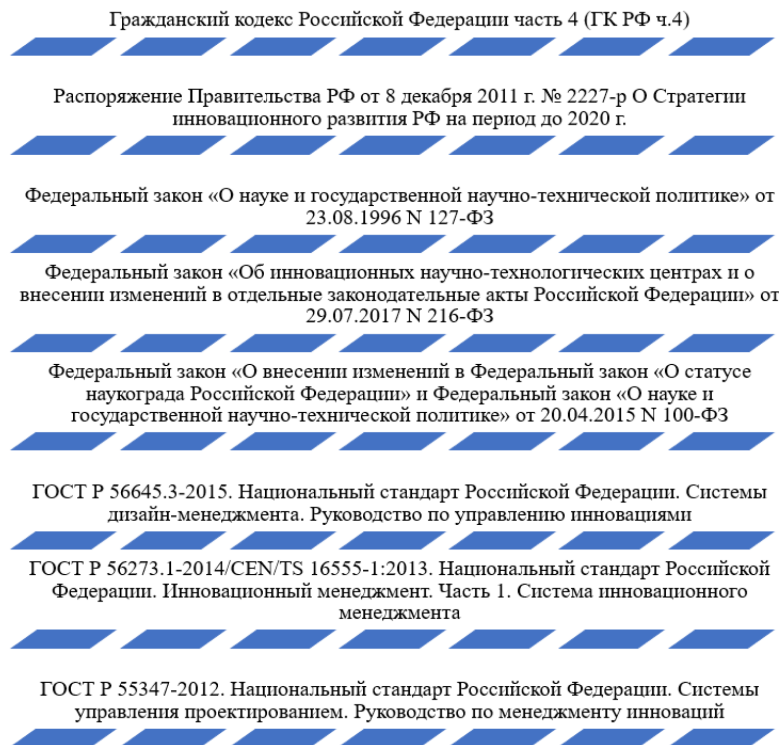 Гражданский кодекс Российской Федерации часть 4 (ГК РФ ч.4)
Распоряжение Правительства РФ от 8 декабря 2011 г. № 2227-р О Стратегии
инновационного развития РФ на период до 2020 г.
Федеральный закон «О науке и государственной научно-технической политике» от
23.08.1996 N 127-ФЗ
Федеральный закон «Об инновационных научно-технологических центрах и о
внесении изменений в отдельные законодательные акты Российской Федерации» от
29.07.2017 N 216-ФЗ
Федеральный закон «О внесении изменений в Федеральный закон «О статусе
наукограда Российской Федерации» и Федеральный закон «О науке и
государственной научно-технической политике» от 20.04.2015 N 100-ФЗ
ГОСТ Р 56645.3-2015. Национальный стандарт Российской Федерации. Системы
дизайн-менеджмента. Руководство по управлению инновациями
ГОСТ Р 56273.1-2014/CEN/TS 16555-1:2013. Национальный стандарт Российской
Федерации. Инновационный менеджмент. Часть 1. Система инновационного
менеджмента
ГОСТ Р 55347-2012. Национальный стандарт Российской Федерации. Системы
управления проектированием. Руководство по менеджменту инноваций